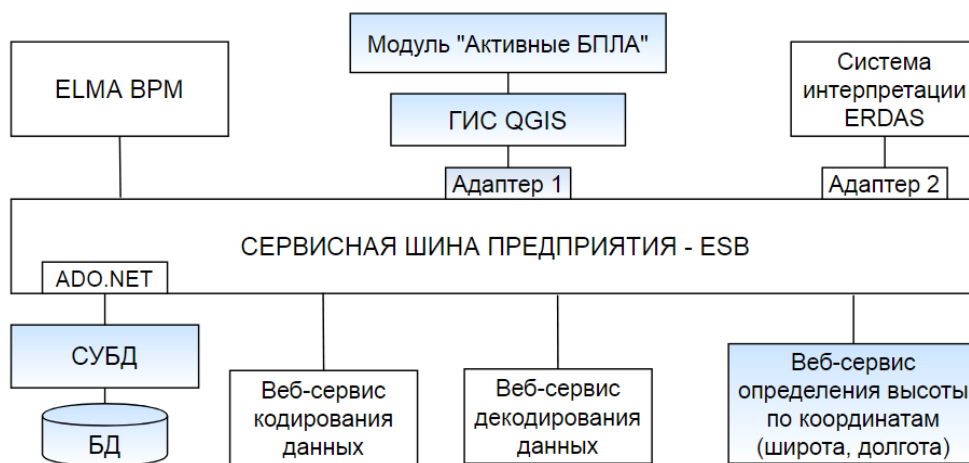 Модуль "Активные БПЛА"
ELMA BPM
ГИС QGIS
Система
интерпретации
ERDAS
Адаптер 1
Адаптер 2
СЕРВИСНАЯ ШИНА ПРЕДПРИЯТИЯ - ESB
ADO.NET
СУБД
БД
Веб-сервис
кодирования
данных
Веб-сервис
декодирования
данных
Веб-сервис
определения высоты
по координатам
(широта, долгота)